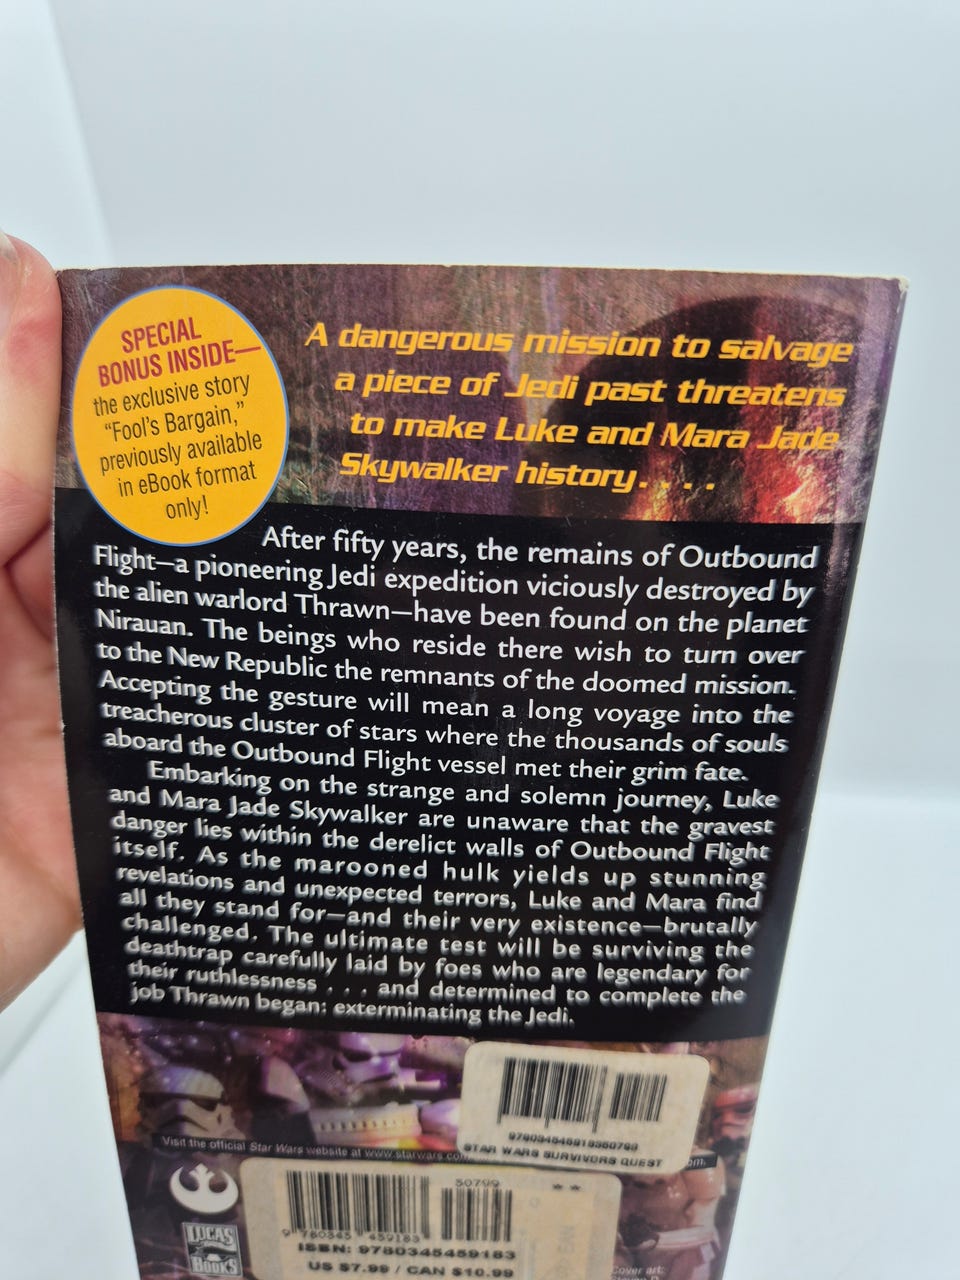 SPECIAL
BONUS INSIDE—
the exclusive story
"Fool's Bargain,"
previously available
in eBook format
only!
A dangerous mission to salvage
a piece of Jedi past threatens
to make Luke and Mara Jade
Skywalker history. . . .
After fifty years, the remains of Outbound
Flight—a pioneering Jedi expedition viciously destroyed by
the alien warlord Thrawn—have been found on the planet
Nirauan. The beings who reside there wish to turn over
to the New Republic the remnants of the doomed mission.
Accepting the gesture will mean a long voyage into the
treacherous cluster of stars where the thousands of souls
aboard the Outbound Flight vessel met their grim fate.
Embarking on the strange and solemn journey, Luke
and Mara Jade Skywalker are unaware that the gravest
danger lies within the derelict walls of Outbound Flight
itself. As the marooned hulk yields up stunning
revelations and unexpected terrors, Luke and Mara find
all they stand for—and their very existence—brutally
challenged. The ultimate test will be surviving the
deathtrap carefully laid by foes who are legendary for
their ruthlessness . . . and determined to complete the
job Thrawn began: exterminating the Jedi.
STAR WARS SURVIVORS QUEST
Visit the official Star Wars website at www.starwars.com
50799
9 780345 459183
ISBN: 9780345459183
US $7.99 / CAN $10.99
LUCAS
BOOKS
Cover art: